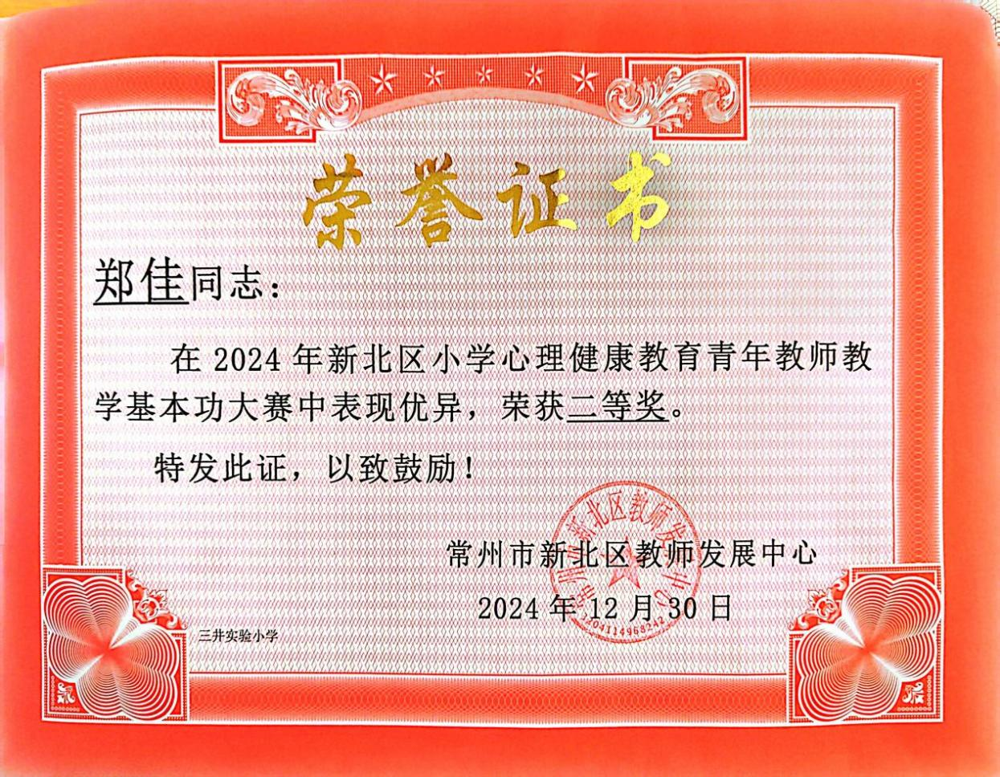 荣誉证书
郑佳同志：
在 2024 年新北区小学心理健康教育青年教师教
学基本功大赛中表现优异，荣获二等奖。
特发此证，以致鼓励！
常州市新北区教师发展中心
2024 年 12 月 30 日
三井实验小学